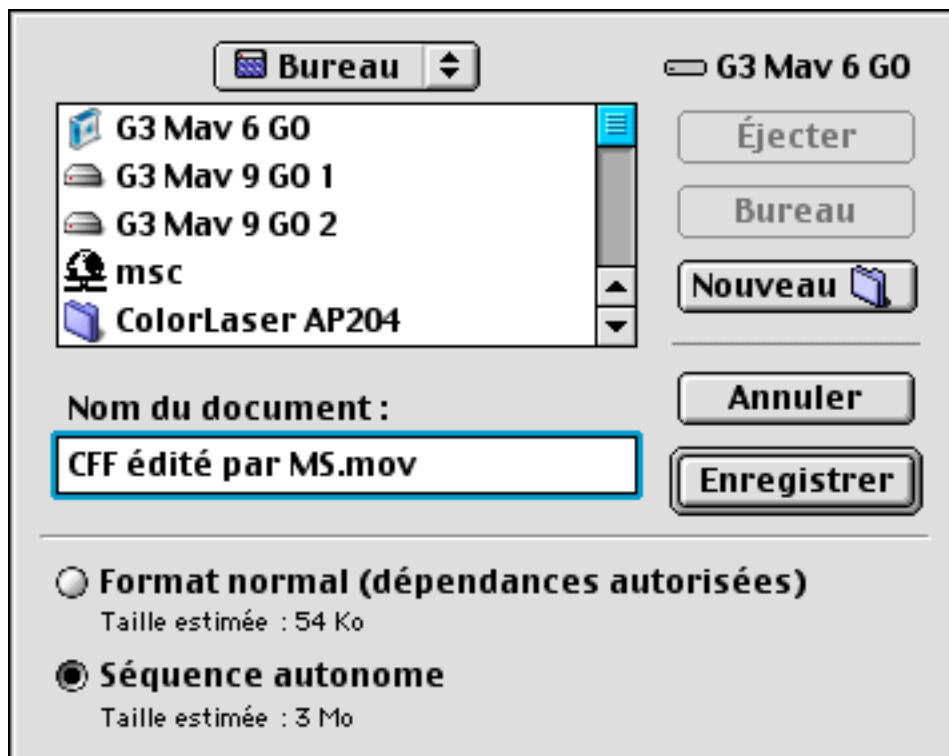 Bureau
G3 Mav 6 GO
G3 Mav 6 GO
G3 Mav 9 GO 1
G3 Mav 9 GO 2
msc
ColorLaser AP204
Éjecter
Bureau
Nouveau
Nom du document :
CFF édité par MS.mov
Annuler
Enregistrer
Format normal (dépendances autorisées)
Taille estimée : 54 Ko
Séquence autonome
Taille estimée : 3 Mo